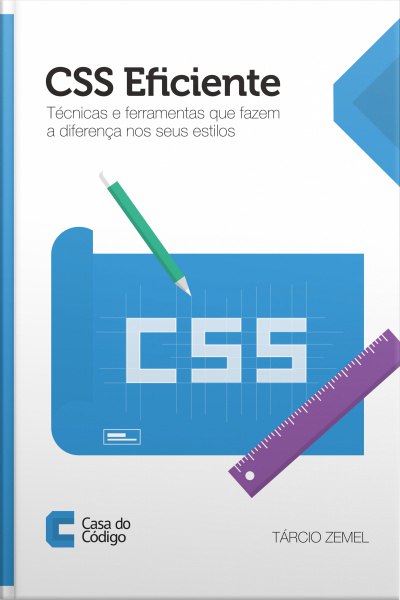 CSS Eficiente
Técnicas e ferramentas que fazem
a diferença nos seus estilos
CSS
Casa do
Código
TÁRCIO ZEMEL